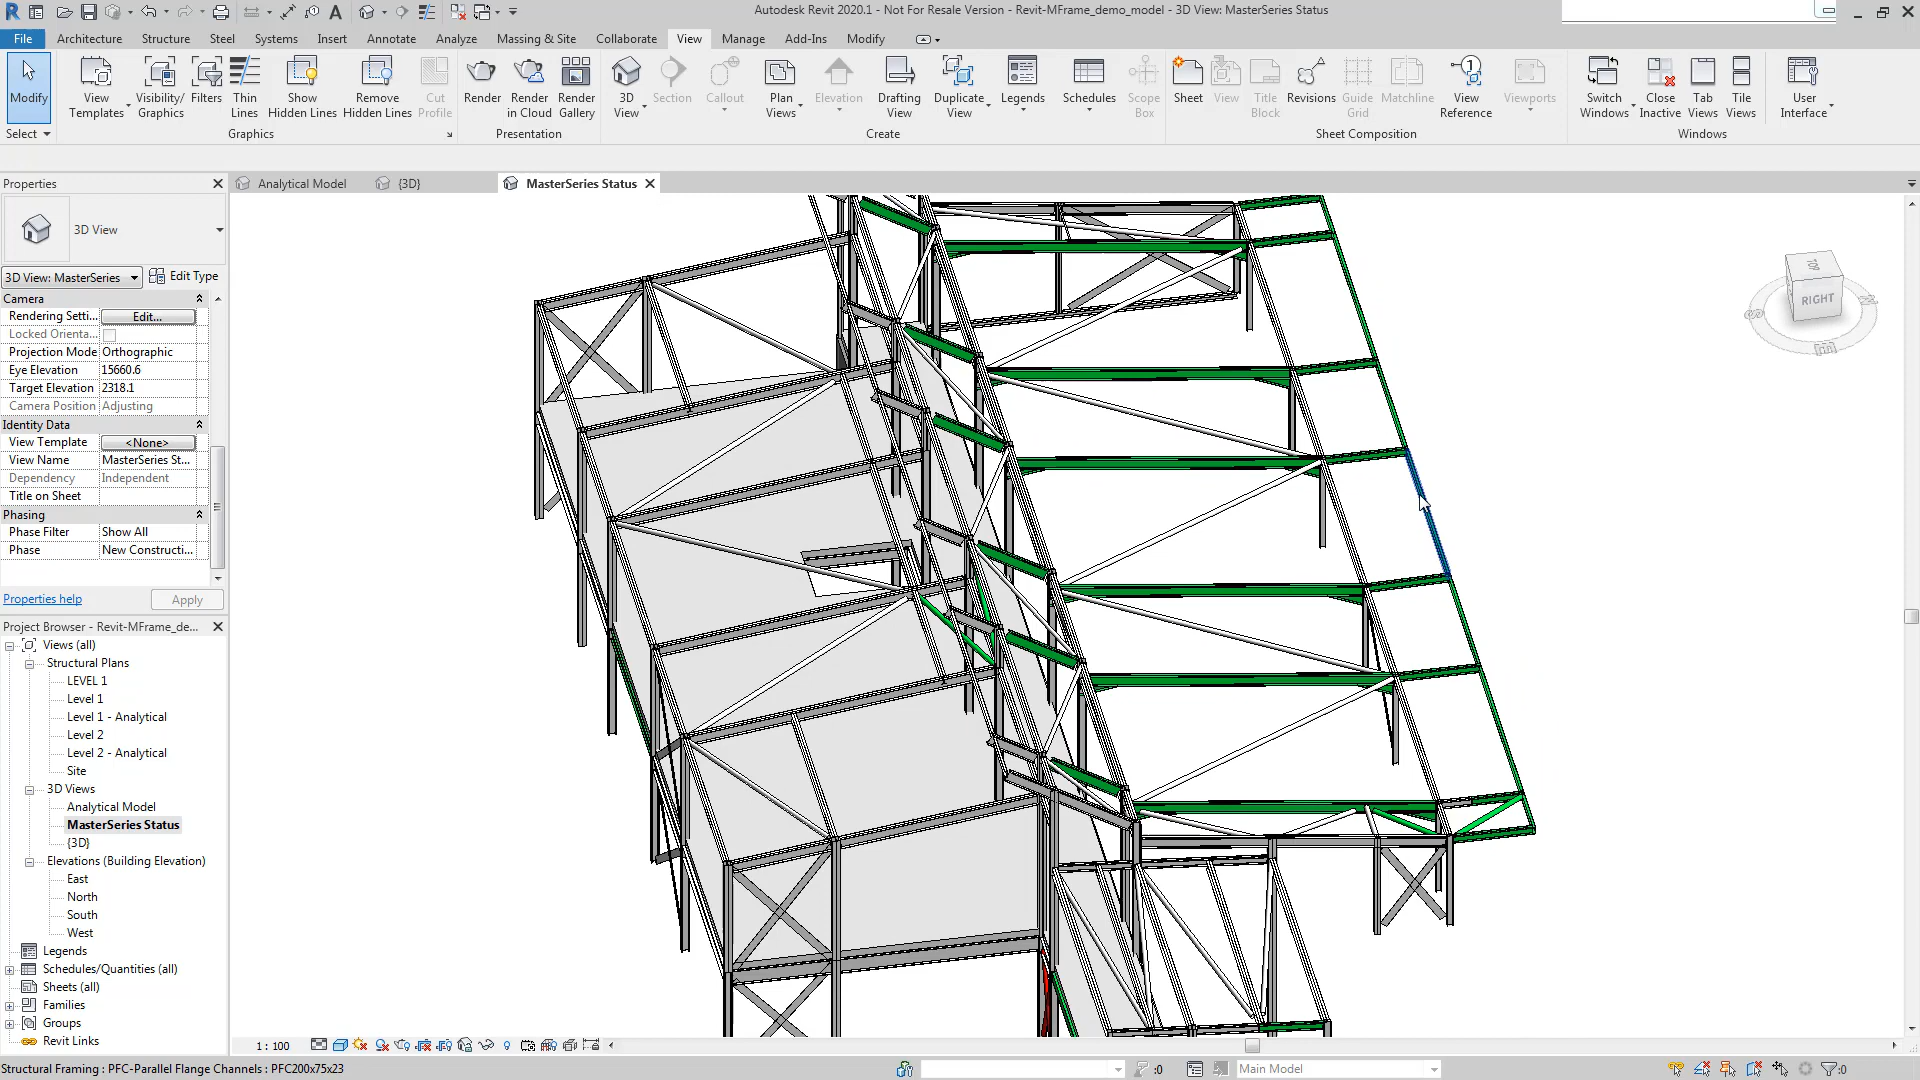 Autodesk Revit 2020.1 - Not For Resale Version - Revit-MFrame_demo_model - 3D View: MasterSeries Status
File Architecture Structure Steel Systems Insert Annotate Analyze Massing & Site Collaborate View Manage Add-Ins Modify
Modify
View Templates
Visibility/ Graphics
Filters
Thin Lines
Show Hidden Lines
Remove Hidden Lines
Cut Profile
Render
Render in Cloud
Render Gallery
3D View
Section
Callout
Plan Views
Elevation
Drafting View
Duplicate View
Legends
Schedules
Scope Box
Sheet
View
Title Block
Revisions
Guide Grid
Matchline
View Reference
Viewports
Switch Windows
Close Inactive
Tab Views
Tile Views
User Interface
Select Graphics Presentation Create Sheet Composition Windows
Properties
Analytical Model {3D} MasterSeries Status
3D View
3D View: MasterSeries Edit Type
Camera
Rendering Setti... Edit...
Locked Orienta...
Projection Mode Orthographic
Eye Elevation 15660.6
Target Elevation 2318.1
Camera Position Adjusting
Identity Data
View Template <None>
View Name MasterSeries St...
Dependency Independent
Title on Sheet
Phasing
Phase Filter Show All
Phase New Constructi...
Properties help Apply
Project Browser - Revit-MFrame_de...
Views (all)
Structural Plans
LEVEL 1
Level 1
Level 1 - Analytical
Level 2
Level 2 - Analytical
Site
3D Views
Analytical Model
MasterSeries Status
{3D}
Elevations (Building Elevation)
East
North
South
West
Legends
Schedules/Quantities (all)
Sheets (all)
Families
Groups
Revit Links
TOP
RIGHT
S
E
N
1 : 100
Structural Framing : PFC-Parallel Flange Channels : PFC200x75x23
:0
Main Model
:0